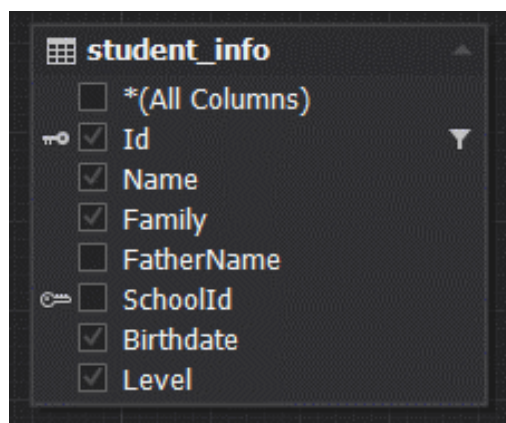 student_info
*(All Columns)
Id
Name
Family
FatherName
SchoolId
Birthdate
Level